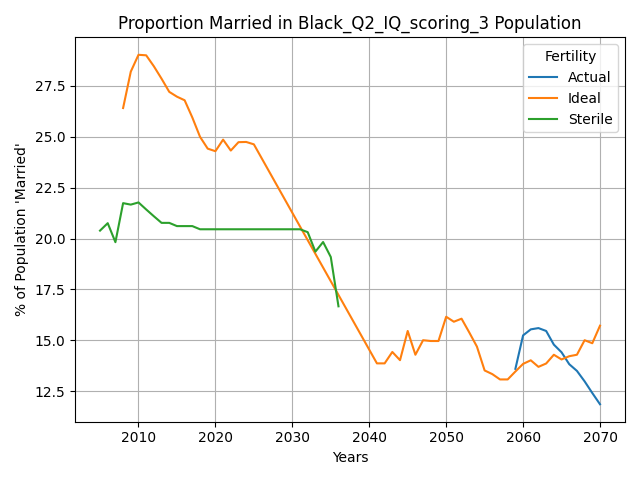 Proportion Married in Black_Q2_IQ_scoring_3 Population
Fertility
Actual
Ideal
Sterile
% of Population 'Married'
27.5
25.0
22.5
20.0
17.5
15.0
12.5
2010 2020 2030 2040 2050 2060 2070
Years